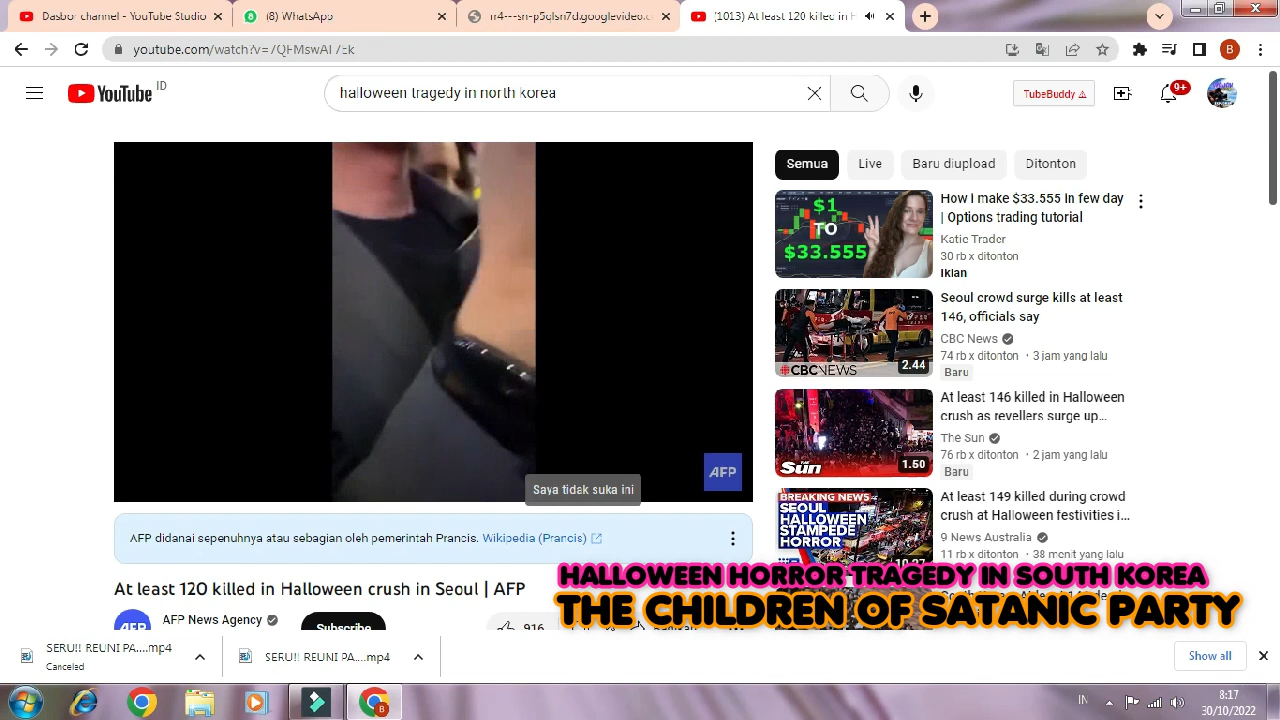 Dasbor channel - YouTube Studio
(8) WhatsApp
rr4---sn-p5qlsn7d.googlevideo.c
(1013) At least 120 killed in H
youtube.com/watch?v=7QFMswAF7Ek
B
YouTube
ID
halloween tragedy in north korea
TubeBuddy
9+
Semua
Live
Baru diupload
Ditonton
$1
TO
$33.555
How I make $33.555 in few day
| Options trading tutorial
Katie Trader
30 rb x ditonton
Iklan
CBCNEWS
2.44
Seoul crowd surge kills at least
146, officials say
CBC News
74 rb x ditonton · 3 jam yang lalu
Baru
Sun
1.50
At least 146 killed in Halloween
crush as revellers surge up...
The Sun
76 rb x ditonton · 2 jam yang lalu
Baru
BREAKING NEWS
SEOUL
HALLOWEEN
STAMPEDE
HORROR
At least 149 killed during crowd
crush at Halloween festivities i...
9 News Australia
11 rb x ditonton · 38 menit yang lalu
AFP
Saya tidak suka ini
AFP didanai sepenuhnya atau sebagian oleh pemerintah Prancis. Wikipedia (Prancis)
At least 120 killed in Halloween crush in Seoul | AFP
AFP
AFP News Agency
Subscribe
916
HALLOWEEN HORROR TRAGEDY IN SOUTH KOREA
THE CHILDREN OF SATANIC PARTY
SERU!! REUNI PA....mp4
Canceled
SERU!! REUNI PA....mp4
Show all
IN
8:17
30/10/2022